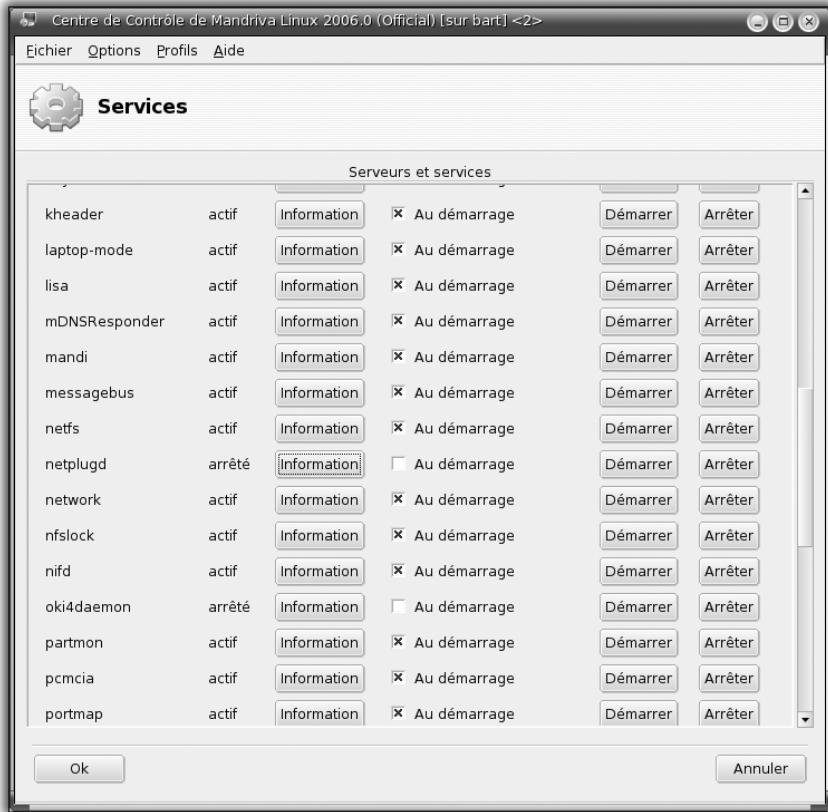 Centre de Contrôle de Mandriva Linux 2006.0 (Official) [sur bart] <2>
Fichier Options Profils Aide
Services
Serveurs et services
kheader actif Information Au démarrage Démarrer Arrêter
laptop-mode actif Information Au démarrage Démarrer Arrêter
lisa actif Information Au démarrage Démarrer Arrêter
mDNSResponder actif Information Au démarrage Démarrer Arrêter
mandi actif Information Au démarrage Démarrer Arrêter
messagebus actif Information Au démarrage Démarrer Arrêter
netfs actif Information Au démarrage Démarrer Arrêter
netplugd arrêté Information Au démarrage Démarrer Arrêter
network actif Information Au démarrage Démarrer Arrêter
nfslock actif Information Au démarrage Démarrer Arrêter
nifd actif Information Au démarrage Démarrer Arrêter
oki4daemon arrêté Information Au démarrage Démarrer Arrêter
partmon actif Information Au démarrage Démarrer Arrêter
pcmcia actif Information Au démarrage Démarrer Arrêter
portmap actif Information Au démarrage Démarrer Arrêter
Ok Annuler